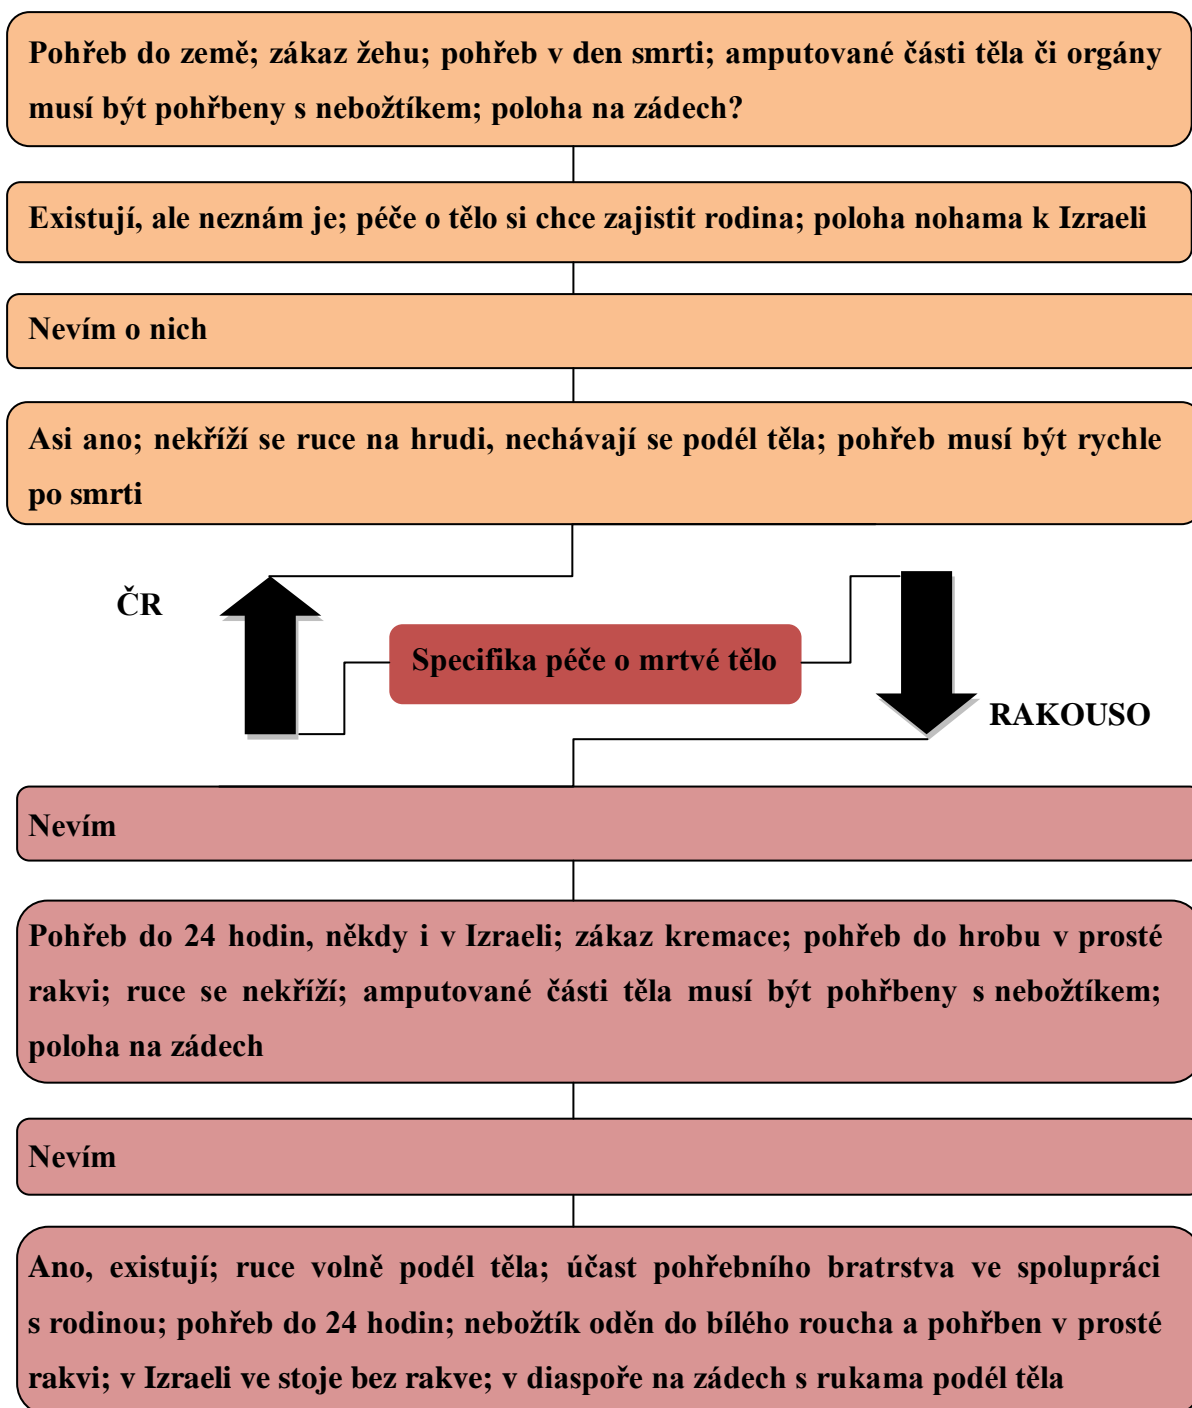 Pohřeb do země; zákaz žehu; pohřeb v den smrti; amputované části těla či orgány
musí být pohřbeny s nebožtíkem; poloha na zádech?
Existují, ale neznám je; péče o tělo si chce zajistit rodina; poloha nohama k Izraeli
Nevím o nich
Asi ano; nekříží se ruce na hrudi, nechávají se podél těla; pohřeb musí být rychle
po smrti
ČR
Specifika péče o mrtvé tělo
RAKOUSO
Nevím
Pohřeb do 24 hodin, někdy i v Izraeli; zákaz kremace; pohřeb do hrobu v prosté
rakvi; ruce se nekříží; amputované části těla musí být pohřbeny s nebožtíkem;
poloha na zádech
Nevím
Ano, existují; ruce volně podél těla; účast pohřebního bratrstva ve spolupráci
s rodinou; pohřeb do 24 hodin; nebožtík oděn do bílého roucha a pohřben v prosté
rakvi; v Izraeli ve stoje bez rakve; v diaspoře na zádech s rukama podél těla